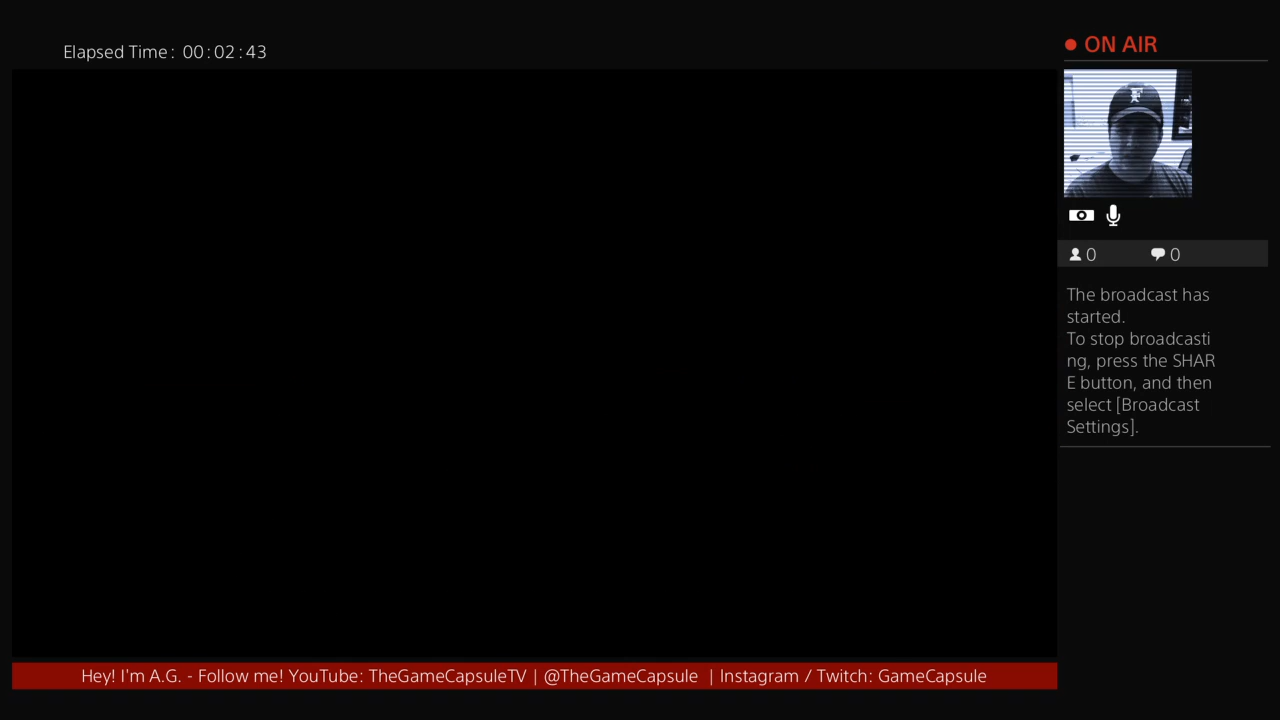 Elapsed Time: 00:02:43
ON AIR
F
0 0
The broadcast has
started.
To stop broadcasti
ng, press the SHAR
E button, and then
select [Broadcast
Settings].
Hey! I'm A.G. - Follow me! YouTube: TheGameCapsuleTV | @TheGameCapsule | Instagram / Twitch: GameCapsule